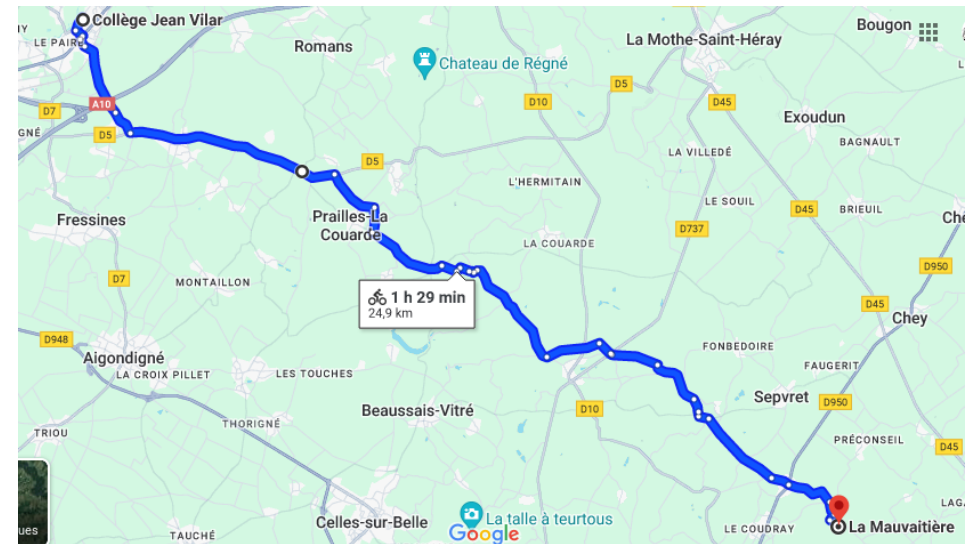 Collège Jean Vilar
Bougon
LE PAIRE
Romans
La Mothe-Saint-Héray
Chateau de Régné
A10
D7
D10
D5
D45
Exoudun
D5
BAGNAULT
LA VILLEDÉ
D5
L'HERMITAIN
LE SOUIL
D45
BRIEUIL
Fressines
Prailles-La
Couarde
D737
LA COUARDE
D950
MONTAILLON
D7
1 h 29 min
24,9 km
D45
Chey
D948
FONBEDOIRE
Aigondigné
FAUGERIT
LA CROIX PILLET
LES TOUCHES
Sepvret
D950
Beaussais-Vitré
D10
THORIGNÉ
TRIOU
PRÉCONSEIL
D45
Celles-sur-Belle
La talle à teurtous
LE COUDRAY
La Mauvaitière
ues
TAUCHÉ
Google